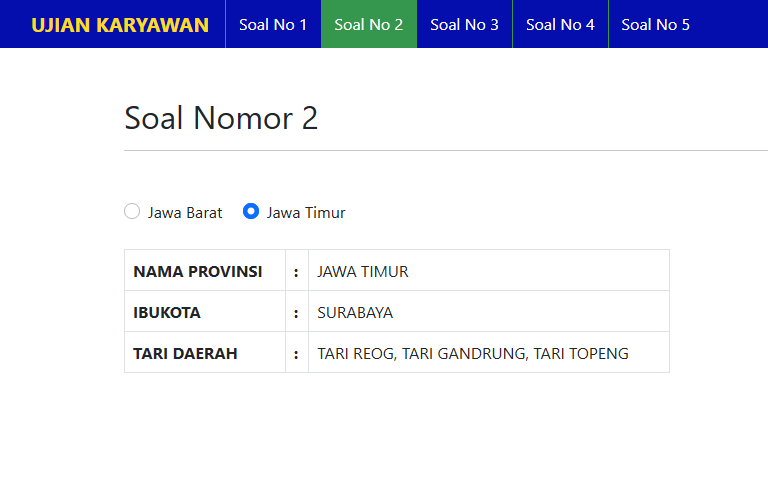 UJIAN KARYAWAN Soal No 1 Soal No 2 Soal No 3 Soal No 4 Soal No 5
Soal Nomor 2
Jawa Barat Jawa Timur
NAMA PROVINSI : JAWA TIMUR
IBUKOTA : SURABAYA
TARI DAERAH : TARI REOG, TARI GANDRUNG, TARI TOPENG